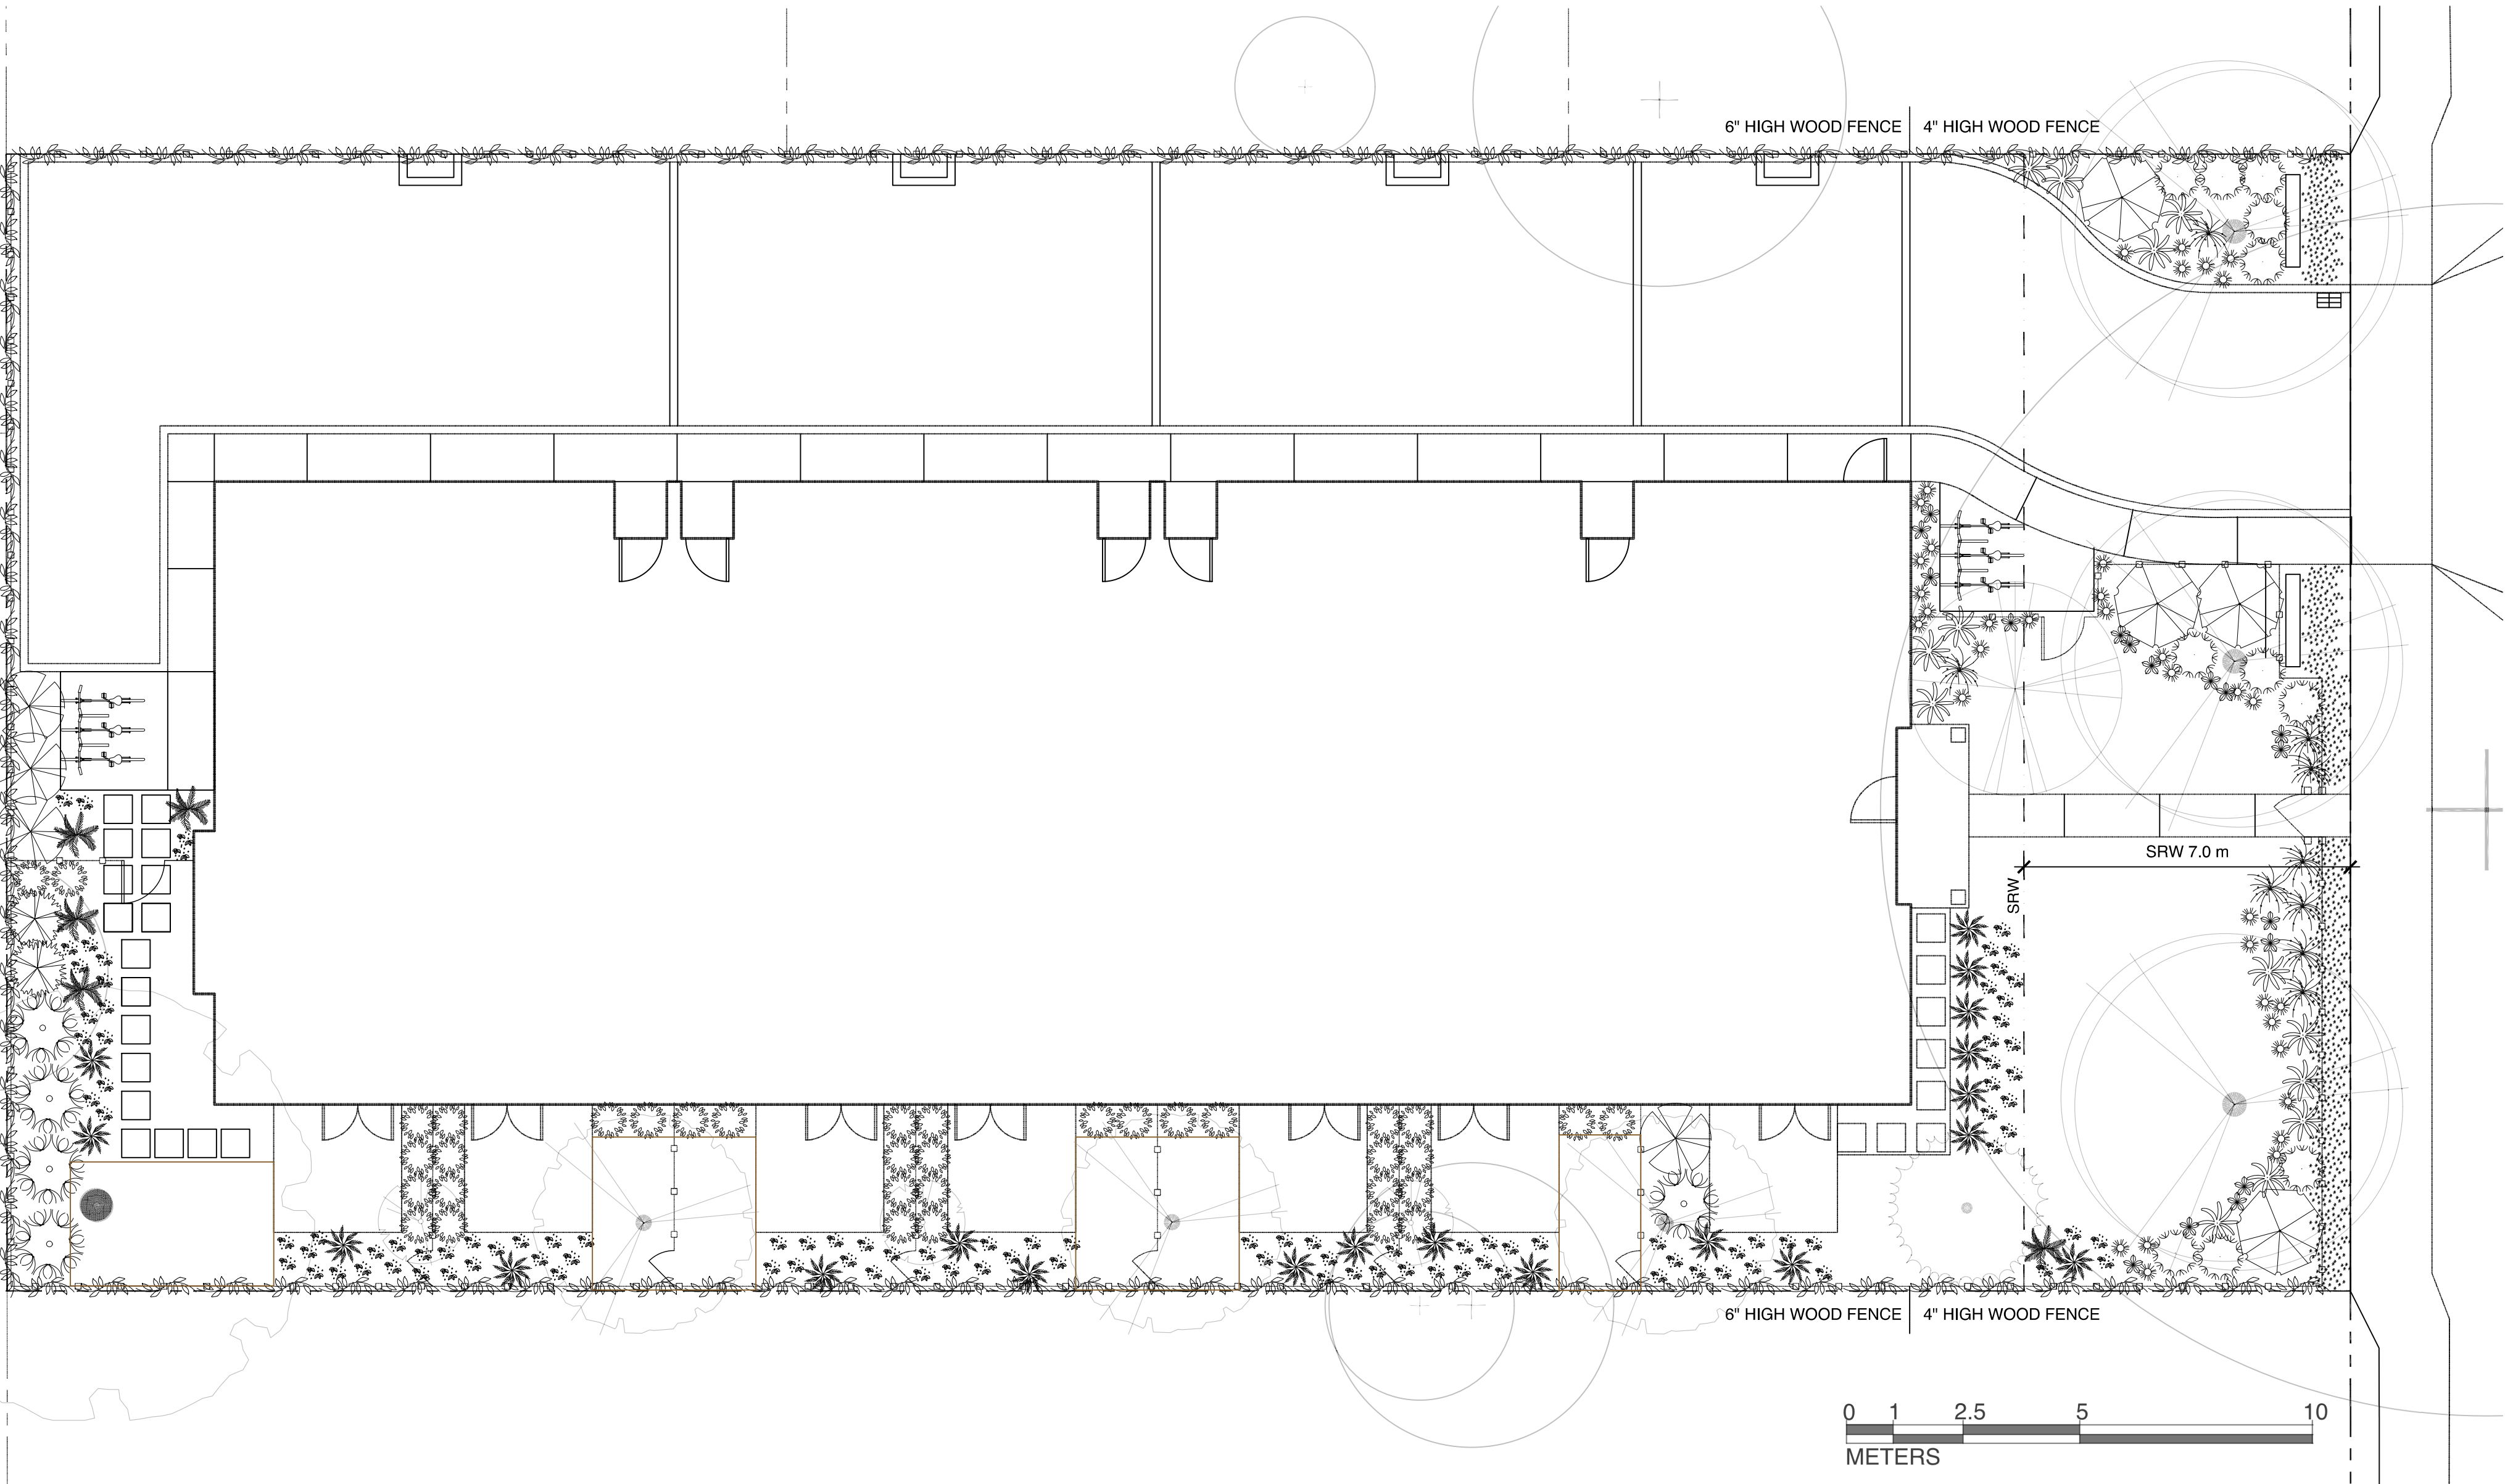 6" HIGH WOOD FENCE
4" HIGH WOOD FENCE
SRW 7.0 m
SRW
6" HIGH WOOD FENCE
4" HIGH WOOD FENCE
0 1 2.5 5 10
METERS